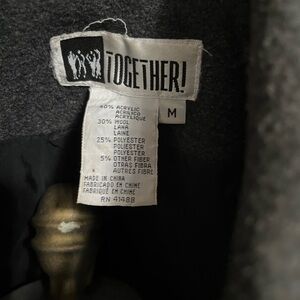 TOGETHER!
M
40% ACRYLIC
ACRILICO
ACRYLIQUE
30% WOOL
LANA
LAINE
25% POLYESTER
POLIESTER
POLYESTER
5% OTHER FIBER
OTRAS FIBRA
AUTRES FIBRE
MADE IN CHINA
FABRICADO EN CHINE
FABRIQUÉ EN CHINE
RN 41488